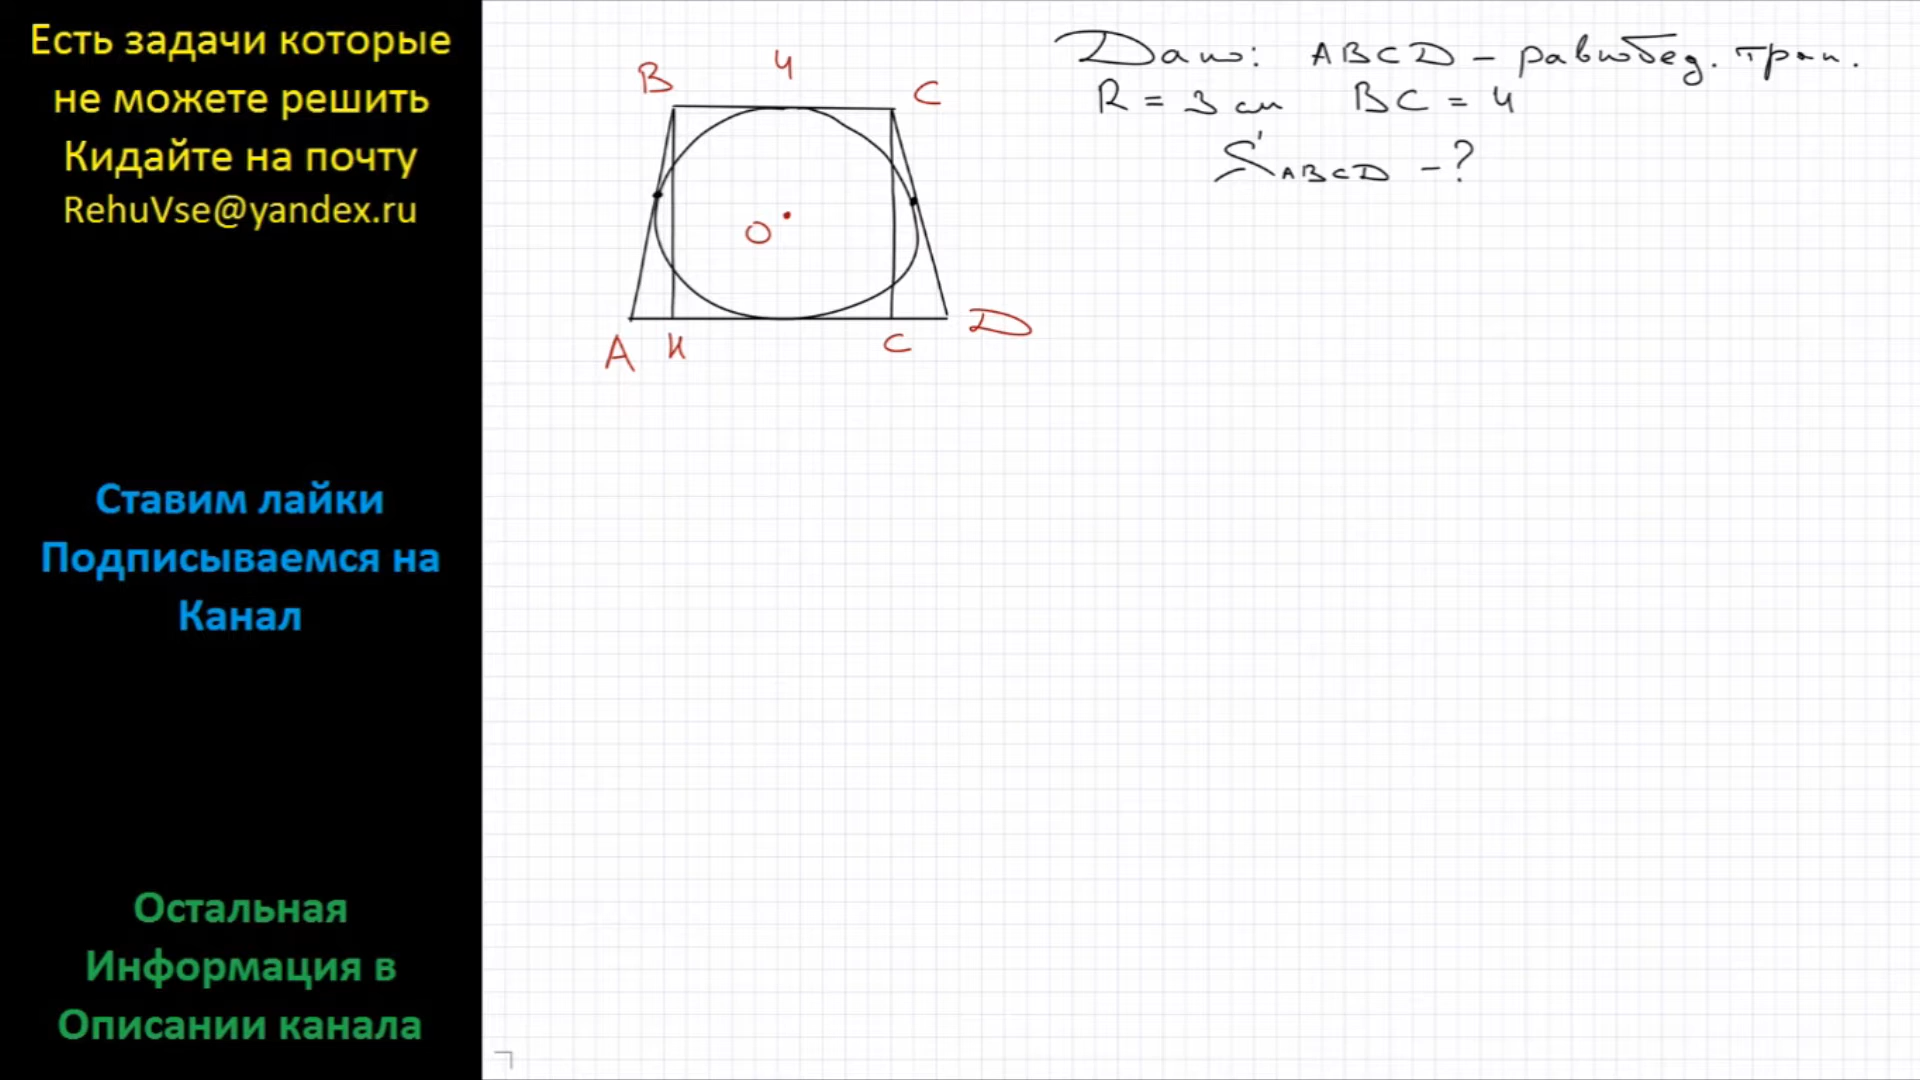 Есть задачи которые
не можете решить
Кидайте на почту
RehuVse@yandex.ru
Ставим лайки
Подписываемся на
Канал
Остальная
Информация в
Описании канала
B 4 C
O
A H C D
Дано: ABCD – равнобед. трап.
R = 3 см BC = 4
S ABCD – ?